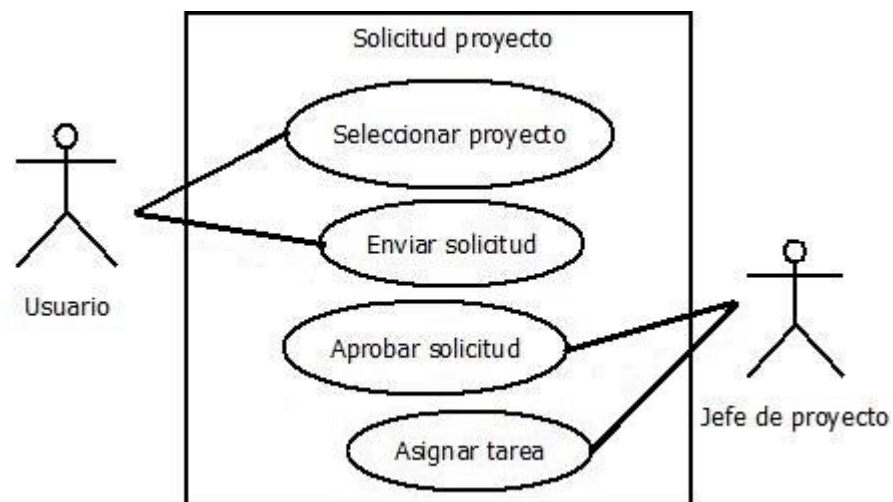 Solicitud proyecto
Seleccionar proyecto
Enviar solicitud
Usuario
Aprobar solicitud
Jefe de proyecto
Asignar tarea